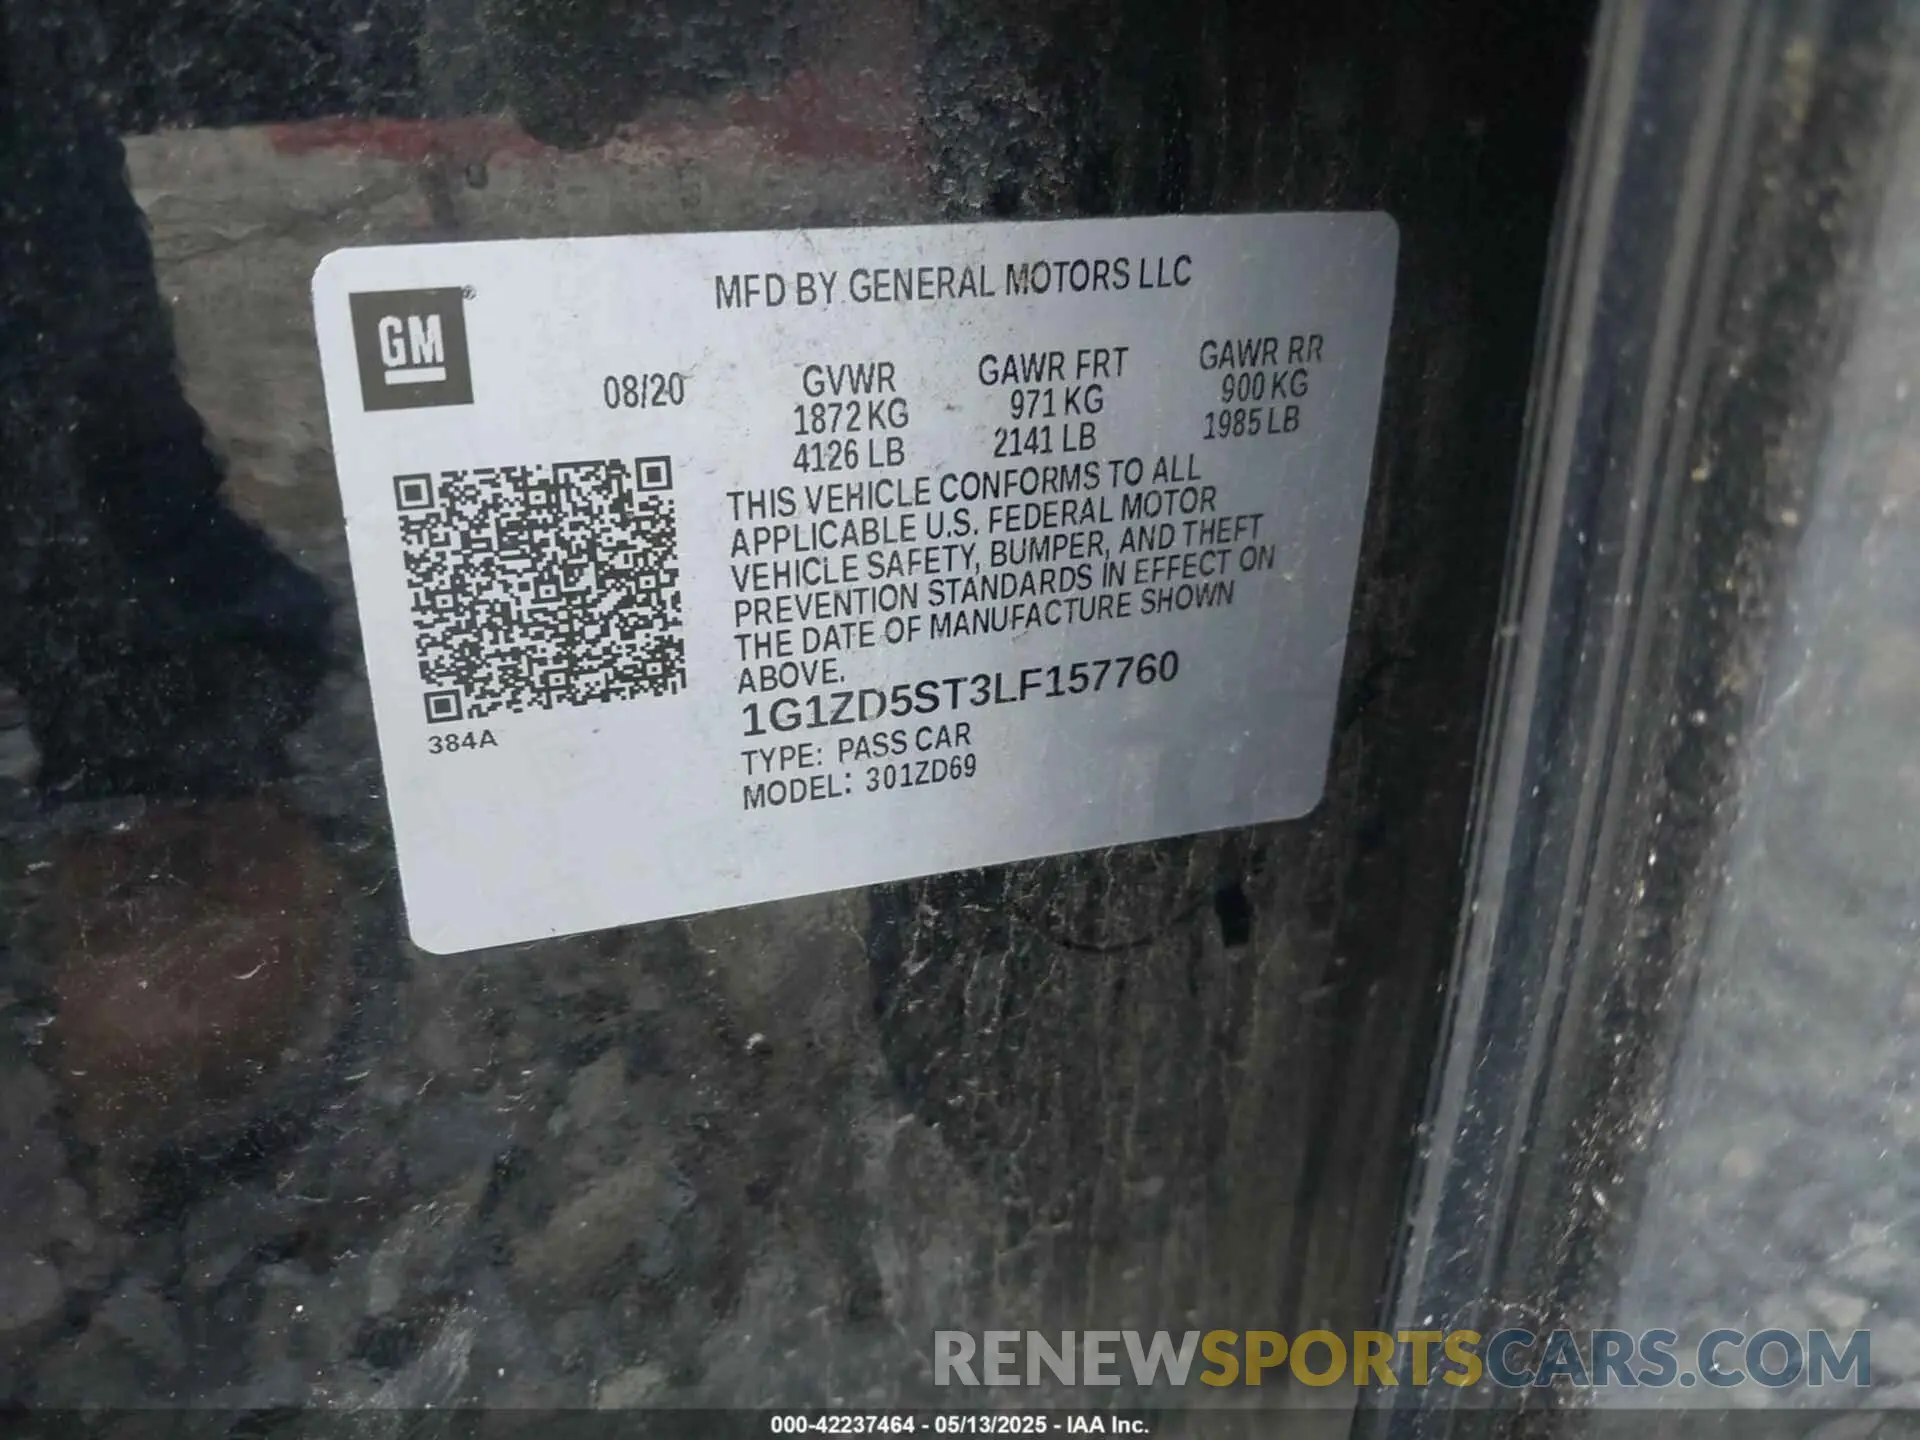 MFD BY GENERAL MOTORS LLC
GM®
08/20
GVWR
1872 KG
4126 LB
GAWR FRT
971 KG
2141 LB
GAWR RR
900 KG
1985 LB
THIS VEHICLE CONFORMS TO ALL
APPLICABLE U.S. FEDERAL MOTOR
VEHICLE SAFETY, BUMPER, AND THEFT
PREVENTION STANDARDS IN EFFECT ON
THE DATE OF MANUFACTURE SHOWN
ABOVE.
1G1ZD5ST3LF157760
TYPE: PASS CAR
MODEL: 301ZD69
384A
RENEWSPORTSCARS.COM
000-42237464 - 05/13/2025 - IAA Inc.